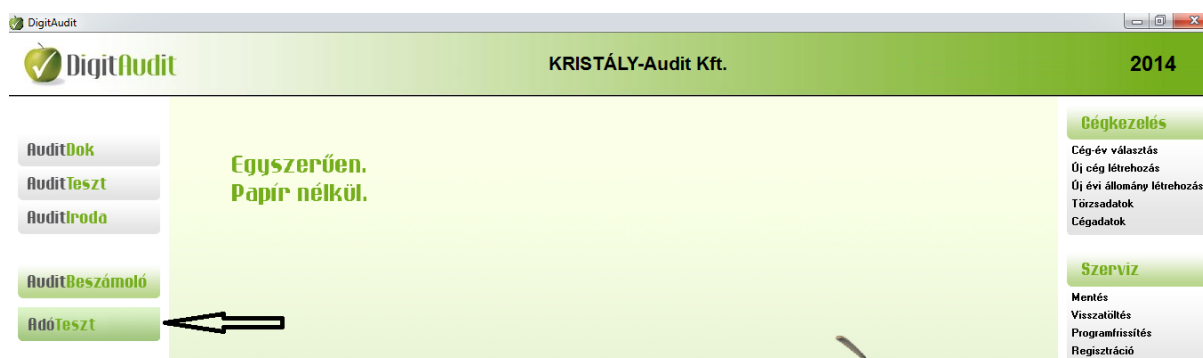 DigitAudit
DigitAudit
KRISTÁLY-Audit Kft.
2014
AuditDok
AuditTeszt
AuditIroda
AuditBeszámoló
AdóTeszt
Egyszerűen.
Papír nélkül.
Cégkezelés
Cég-év választás
Új cég létrehozás
Új évi állomány létrehozás
Törzsadatok
Cégadatok
Szerviz
Mentés
Visszatöltés
Programfrissítés
Regisztráció